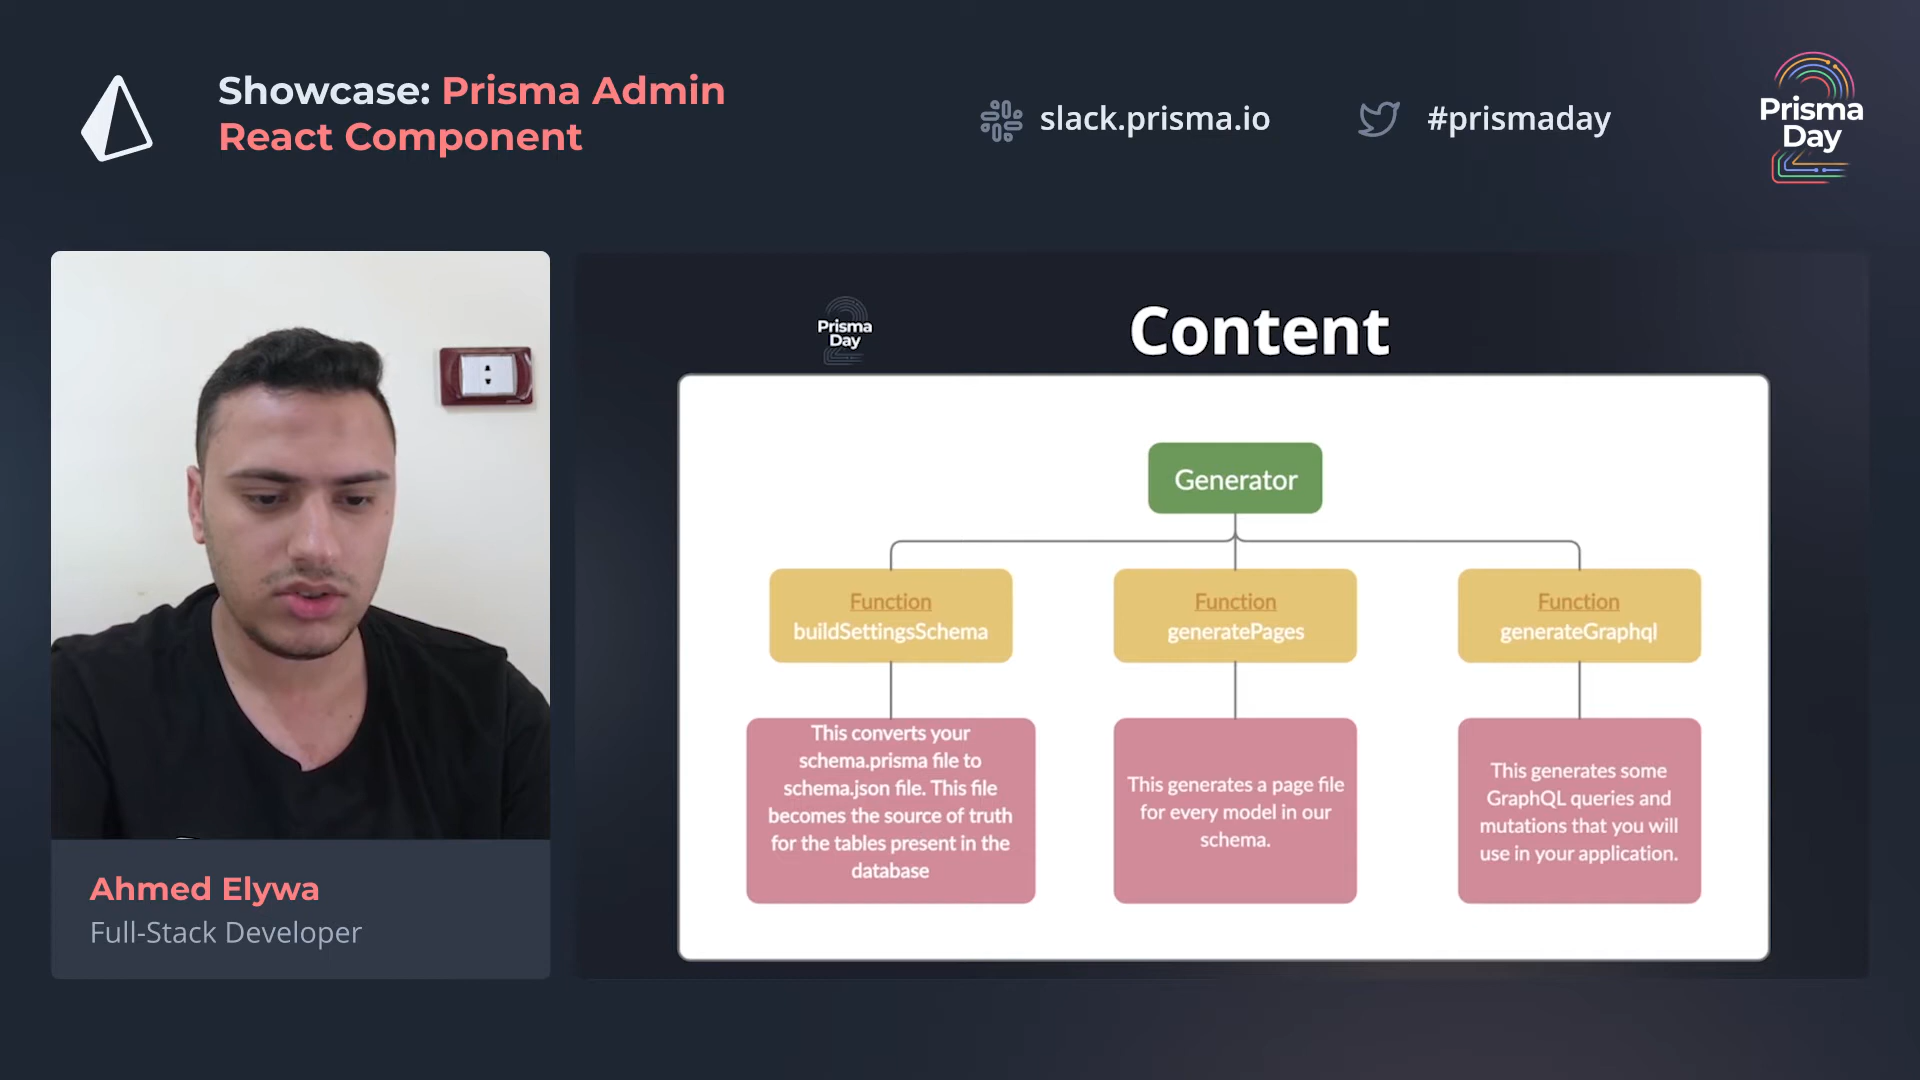 Showcase: Prisma Admin
React Component
slack.prisma.io
#prismaday
Prisma
Day
Prisma
Day
Content
Generator
Function
buildSettingsSchema
Function
generatePages
Function
generateGraphql
This converts your
schema.prisma file to
schema.json file. This file
becomes the source of truth
for the tables present in the
database
This generates a page file
for every model in our
schema.
This generates some
GraphQL queries and
mutations that you will
use in your application.
Ahmed Elywa
Full-Stack Developer